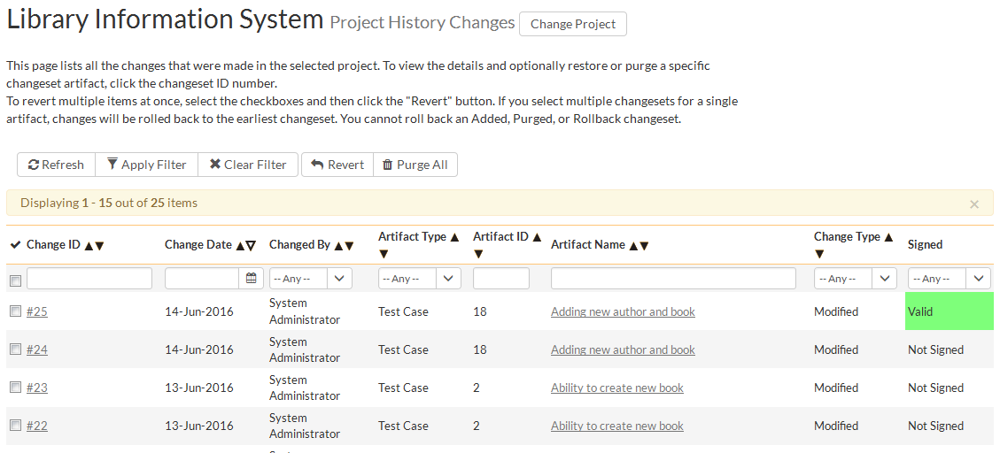 Library Information System Project History Changes Change Project
This page lists all the changes that were made in the selected project. To view the details and optionally restore or purge a specific
changeset artifact, click the changeset ID number.
To revert multiple items at once, select the checkboxes and then click the "Revert" button. If you select multiple changesets for a single
artifact, changes will be rolled back to the earliest changeset. You cannot roll back an Added, Purged, or Rollback changeset.
Refresh Apply Filter Clear Filter Revert Purge All
Displaying 1 - 15 out of 25 items ×
Change ID ▲▼ Change Date ▲▽ Changed By ▲▼ Artifact Type ▲▼ Artifact ID ▲▼ Artifact Name ▲▼ Change Type ▲▼ Signed
-- Any -- -- Any -- -- Any -- -- Any --
#25 14-Jun-2016 System Administrator Test Case 18 Adding new author and book Modified Valid
#24 14-Jun-2016 System Administrator Test Case 18 Adding new author and book Modified Not Signed
#23 13-Jun-2016 System Administrator Test Case 2 Ability to create new book Modified Not Signed
#22 13-Jun-2016 System Administrator Test Case 2 Ability to create new book Modified Not Signed